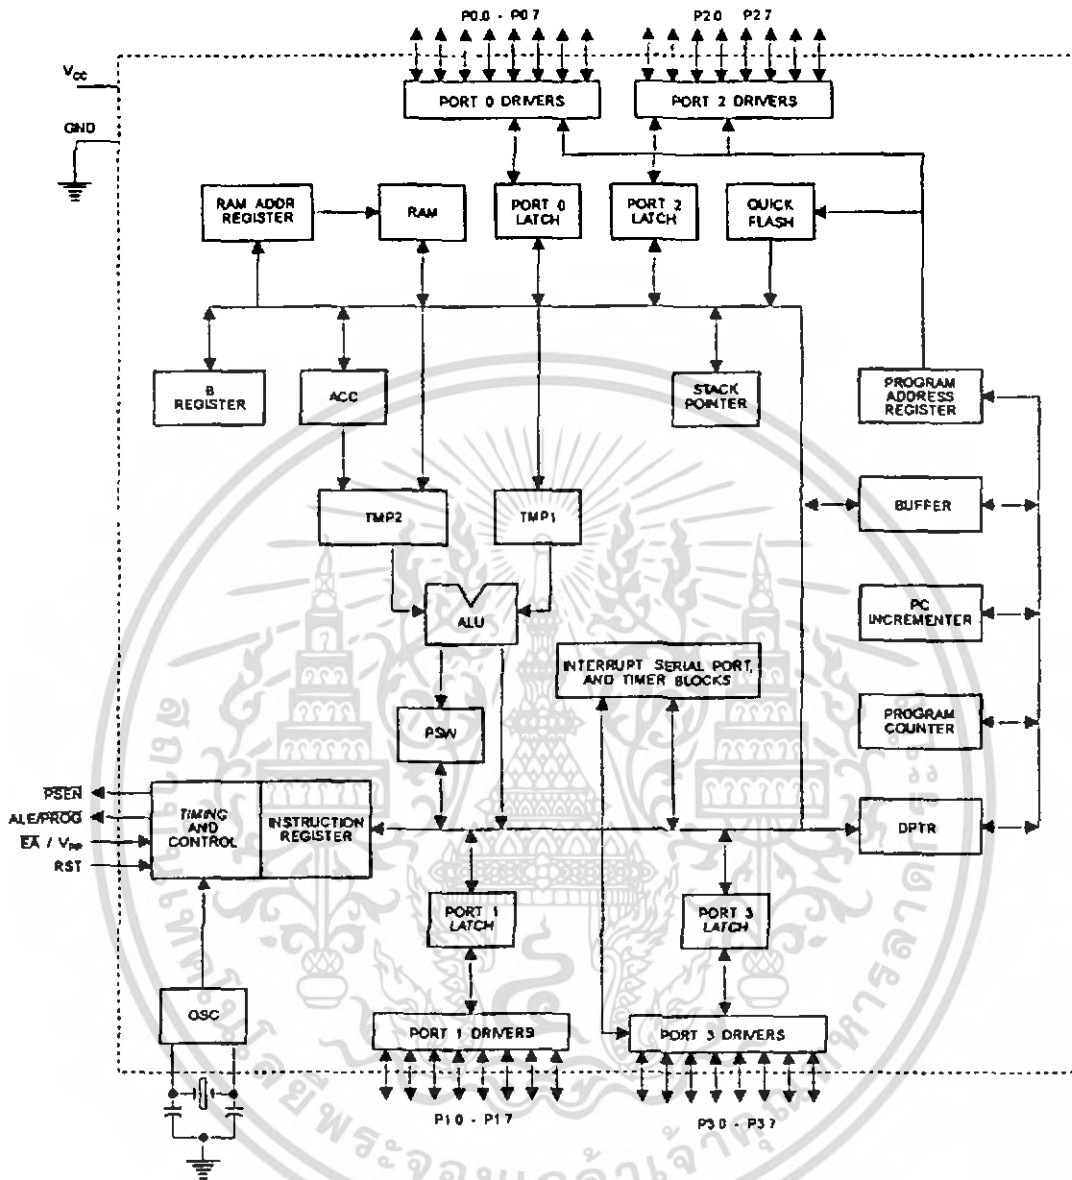 P0.0 - P0.7
P2.0 P2.7
VCC
PORT 0 DRIVERS
PORT 2 DRIVERS
GND
RAM ADDR
REGISTER
RAM
PORT 0
LATCH
PORT 2
LATCH
QUICK
FLASH
B
REGISTER
ACC
STACK
POINTER
PROGRAM
ADDRESS
REGISTER
TMP2
TMP1
BUFFER
ALU
PC
INCREMENTER
INTERRUPT SERIAL PORT,
AND TIMER BLOCKS
PSW
PROGRAM
COUNTER
PSEN
ALE/PROG
EA / VPP
RST
TIMING
AND
CONTROL
INSTRUCTION
REGISTER
DPTR
PORT 1
LATCH
PORT 3
LATCH
OSC
PORT 1 DRIVERS
PORT 3 DRIVERS
P1.0 - P1.7
P3.0 - P3.7